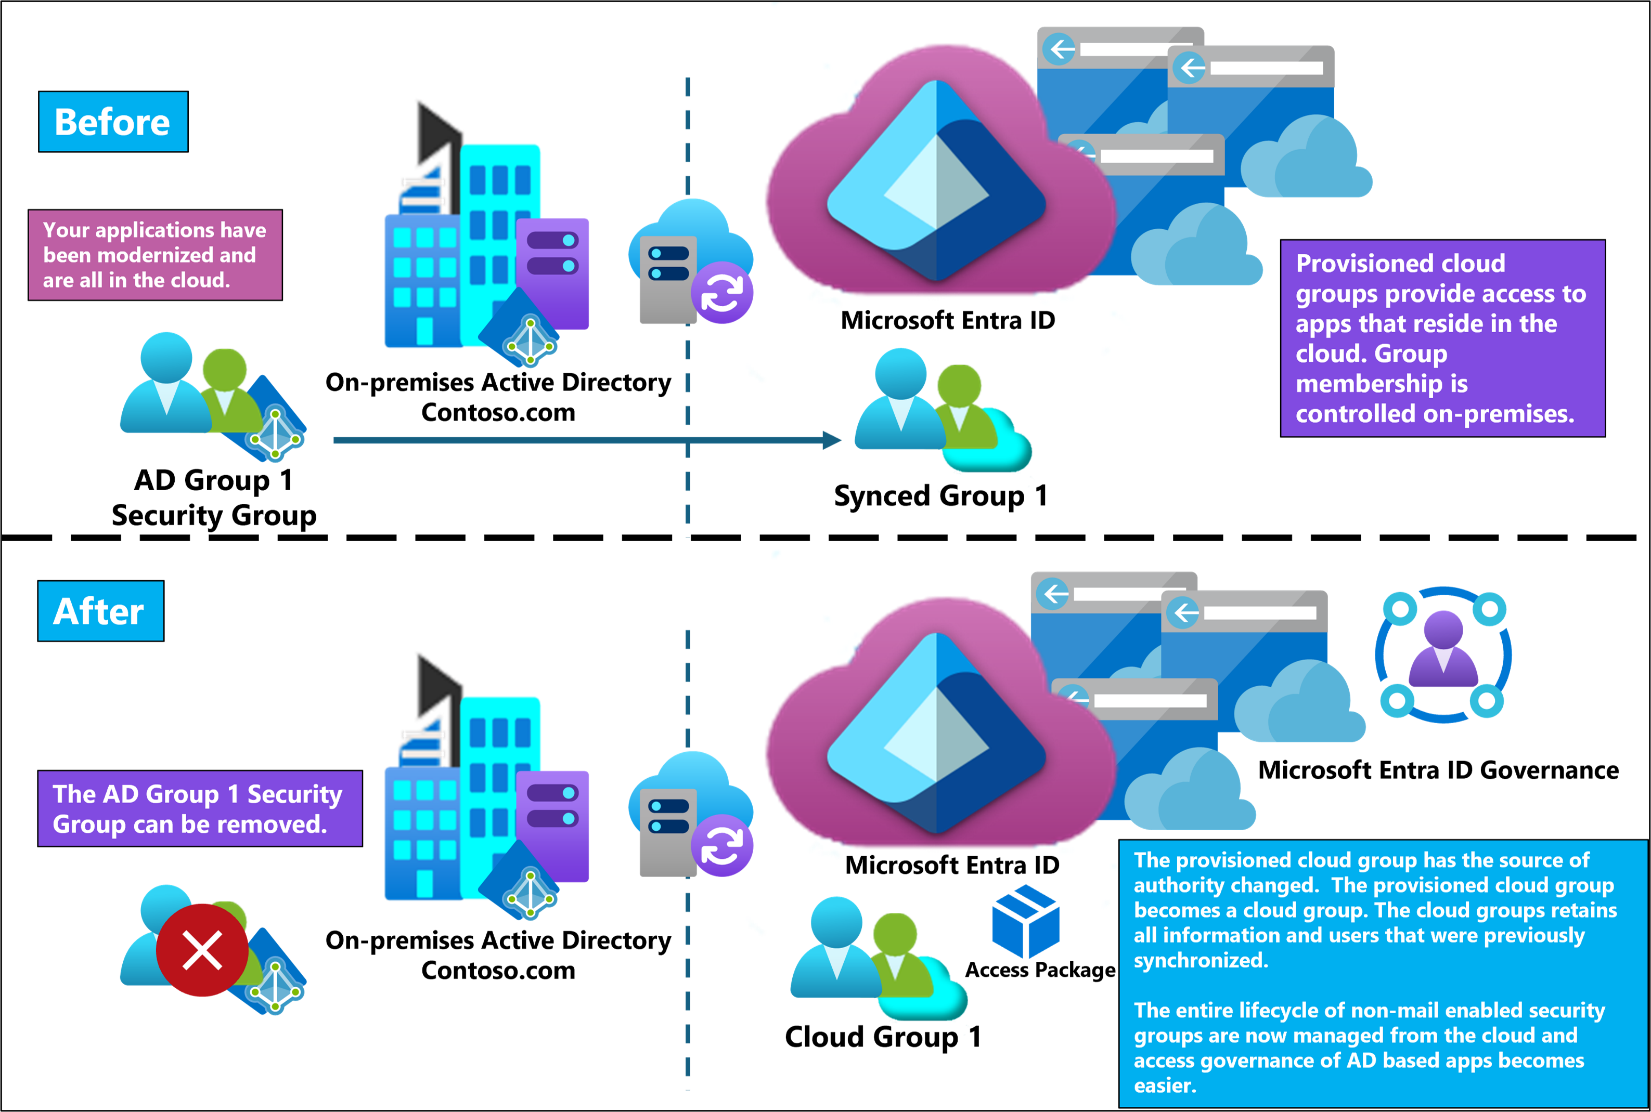 Before
Your applications have
been modernized and
are all in the cloud.
On-premises Active Directory
Contoso.com
AD Group 1
Security Group
Microsoft Entra ID
Synced Group 1
Provisioned cloud
groups provide access to
apps that reside in the
cloud. Group
membership is
controlled on-premises.
After
The AD Group 1 Security
Group can be removed.
On-premises Active Directory
Contoso.com
Microsoft Entra ID
Access Package
Cloud Group 1
Microsoft Entra ID Governance
The provisioned cloud group has the source of
authority changed.  The provisioned cloud group
becomes a cloud group. The cloud groups retains
all information and users that were previously
synchronized.
The entire lifecycle of non-mail enabled security
groups are now managed from the cloud and
access governance of AD based apps becomes
easier.